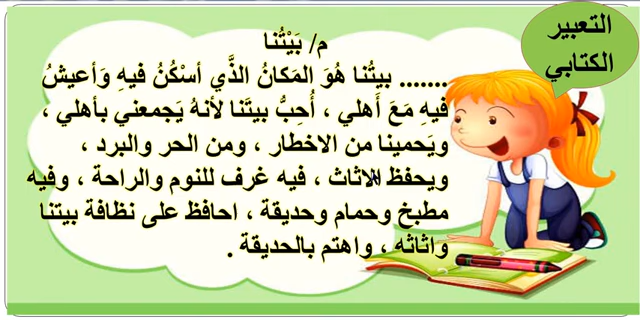 التعبير
الكتابي
م/ بَيْتُنا
....... بيتُنا هُوَ المَكانُ الذَّي أسْكُنُ فيهِ وَأعيشُ
فيهِ مَعَ أهلي ، أُحِبُّ بيتَنا لأنهُ يَجمعني بأهلي ،
ويَحمينا من الاخطار ، ومن الحر والبرد ،
ويحفظ الاثاث ، فيه غرف للنوم والراحة ، وفيه
مطبخ وحمام وحديقة ، احافظ على نظافة بيتنا
واثاثه ، واهتم بالحديقة .